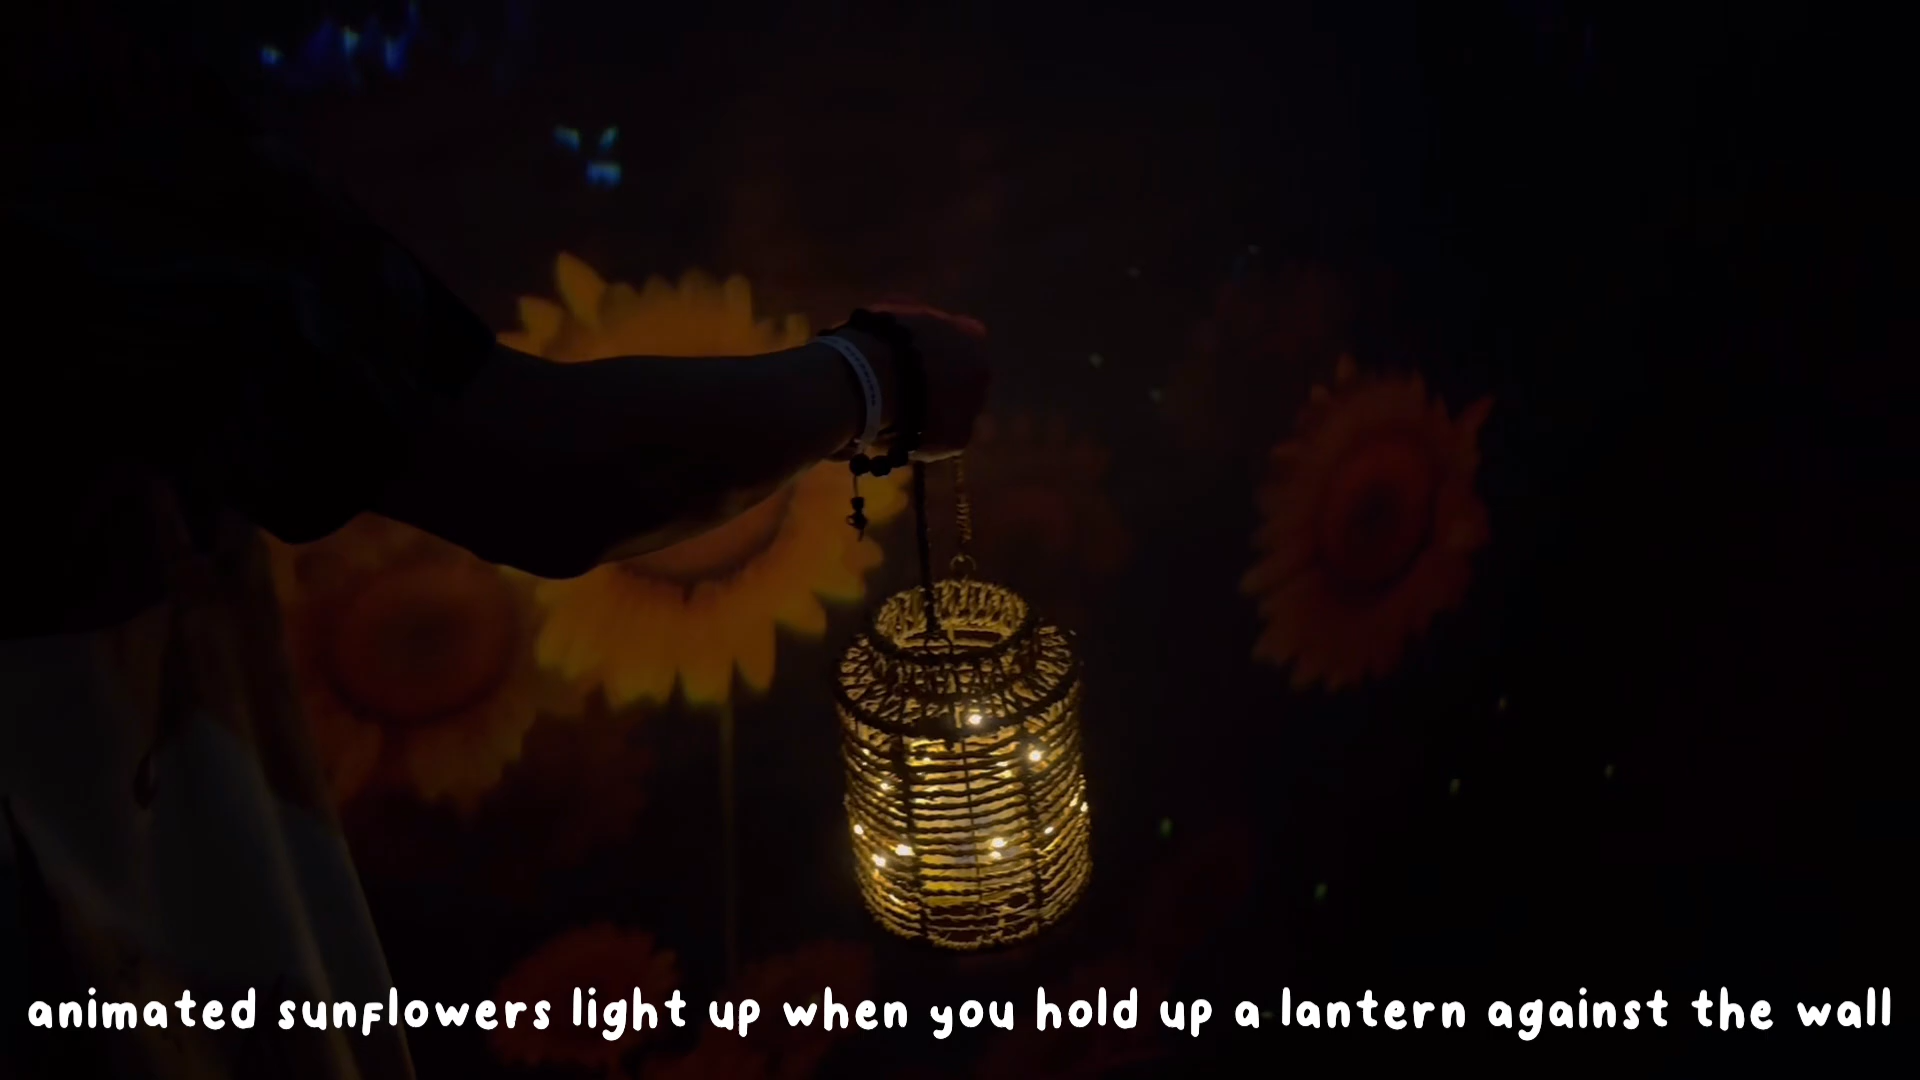 animated sunflowers light up when you hold up a lantern against the wall